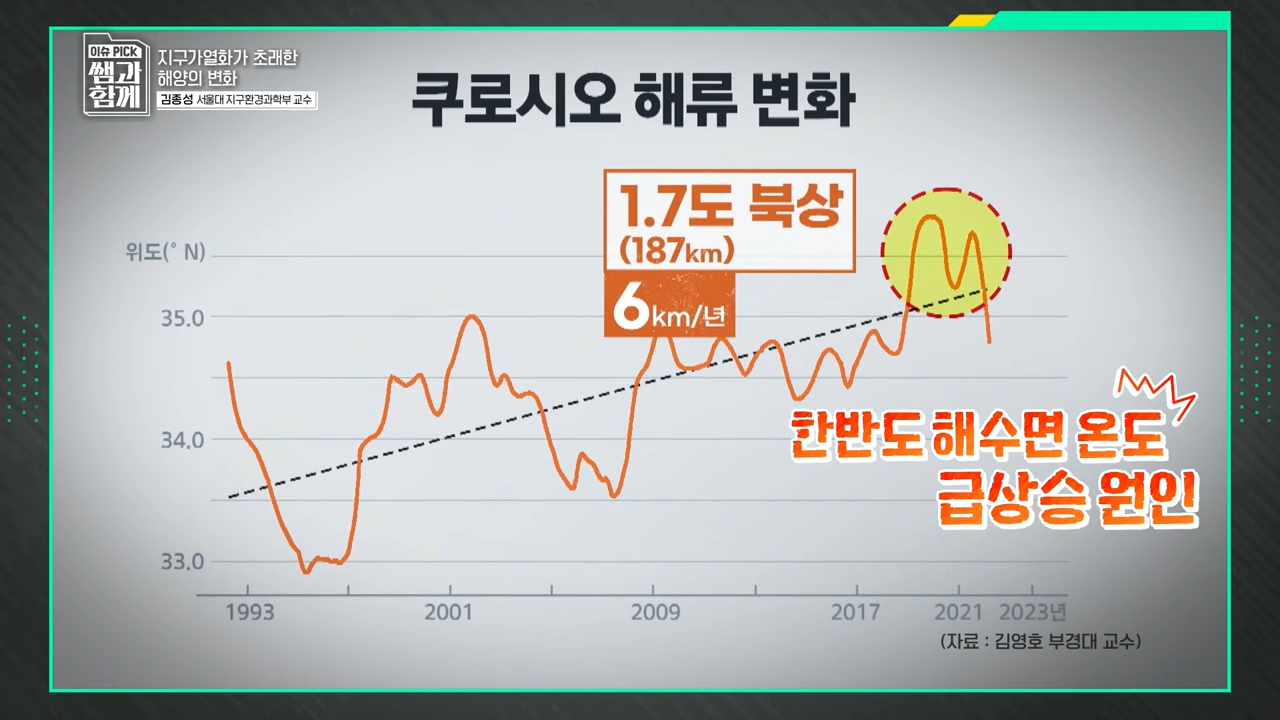 이슈 PICK
쌤과
함께
지구가열화가 초래한
해양의 변화
김종성 서울대 지구환경과학부 교수
쿠로시오 해류 변화
1.7도 북상
(187km)
6km/년
위도(° N)
35.0
34.0
33.0
한반도 해수면 온도
급상승 원인
1993 2001 2009 2017 2021 2023년
(자료 : 김영호 부경대 교수)